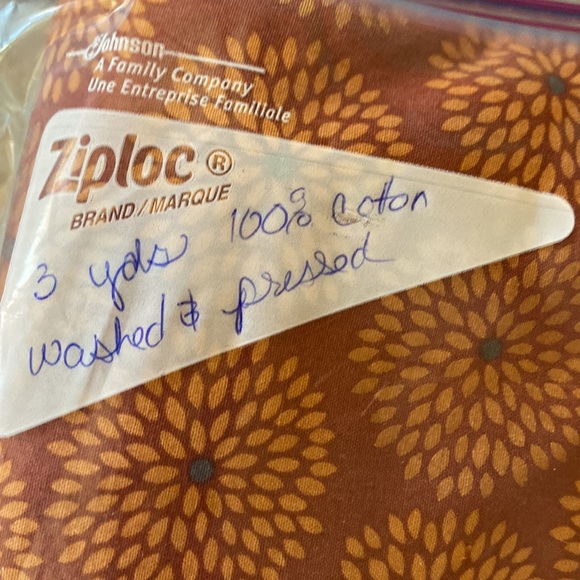 Johnson
A Family Company
Une Entreprise Familiale
Ziploc ®
BRAND/MARQUE
3 yds 100% Cotton
washed & pressed